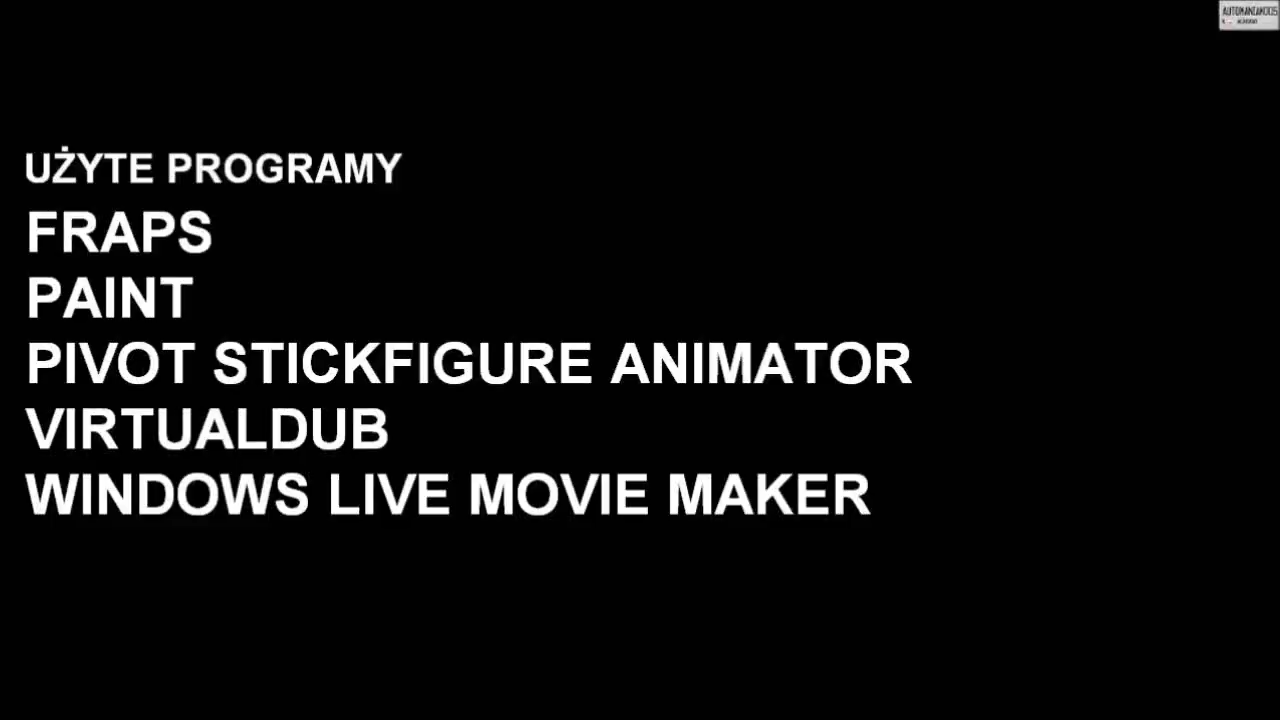 UŻYTE PROGRAMY
FRAPS
PAINT
PIVOT STICKFIGURE ANIMATOR
VIRTUALDUB
WINDOWS LIVE MOVIE MAKER